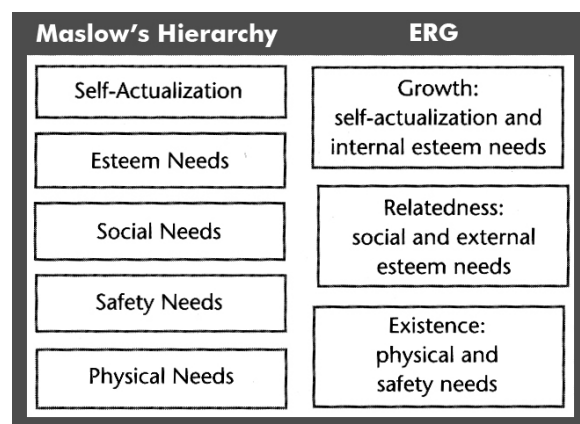 Maslow's Hierarchy
ERG
Self-Actualization
Esteem Needs
Social Needs
Safety Needs
Physical Needs
Growth:
self-actualization and
internal esteem needs
Relatedness:
social and external
esteem needs
Existence:
physical and
safety needs